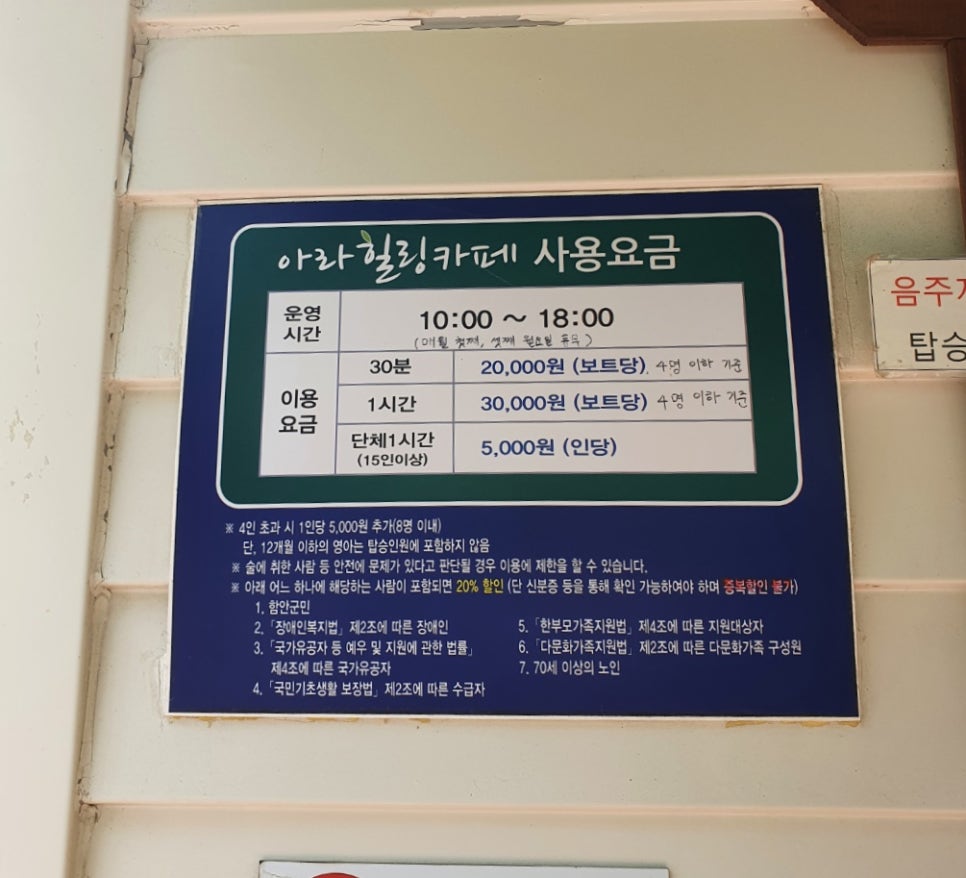 아라힐링카페 사용요금
운영
시간
10:00 ~ 18:00
(매월 첫째, 셋째 월요일 휴무)
이용
요금
30분
20,000원 (보트당) 4명 이하 기준
1시간
30,000원 (보트당) 4명 이하 기준
단체1시간
(15인이상)
5,000원 (인당)
※ 4인 초과 시 1인당 5,000원 추가(8명 이내)
단, 12개월 이하의 영아는 탑승인원에 포함하지 않음
※ 술에 취한 사람 등 안전에 문제가 있다고 판단될 경우 이용에 제한을 할 수 있습니다.
※ 아래 어느 하나에 해당하는 사람이 포함되면 20% 할인 (단 신분증 등을 통해 확인 가능하여야 하며 중복할인 불가)
1. 함안군민
2. 「장애인복지법」 제2조에 따른 장애인
3. 「국가유공자 등 예우 및 지원에 관한 법률」
제4조에 따른 국가유공자
4. 「국민기초생활 보장법」 제2조에 따른 수급자
5. 「한부모가족지원법」 제4조에 따른 지원대상자
6. 「다문화가족지원법」 제2조에 따른 다문화가족 구성원
7. 70세 이상의 노인
음주
탑승